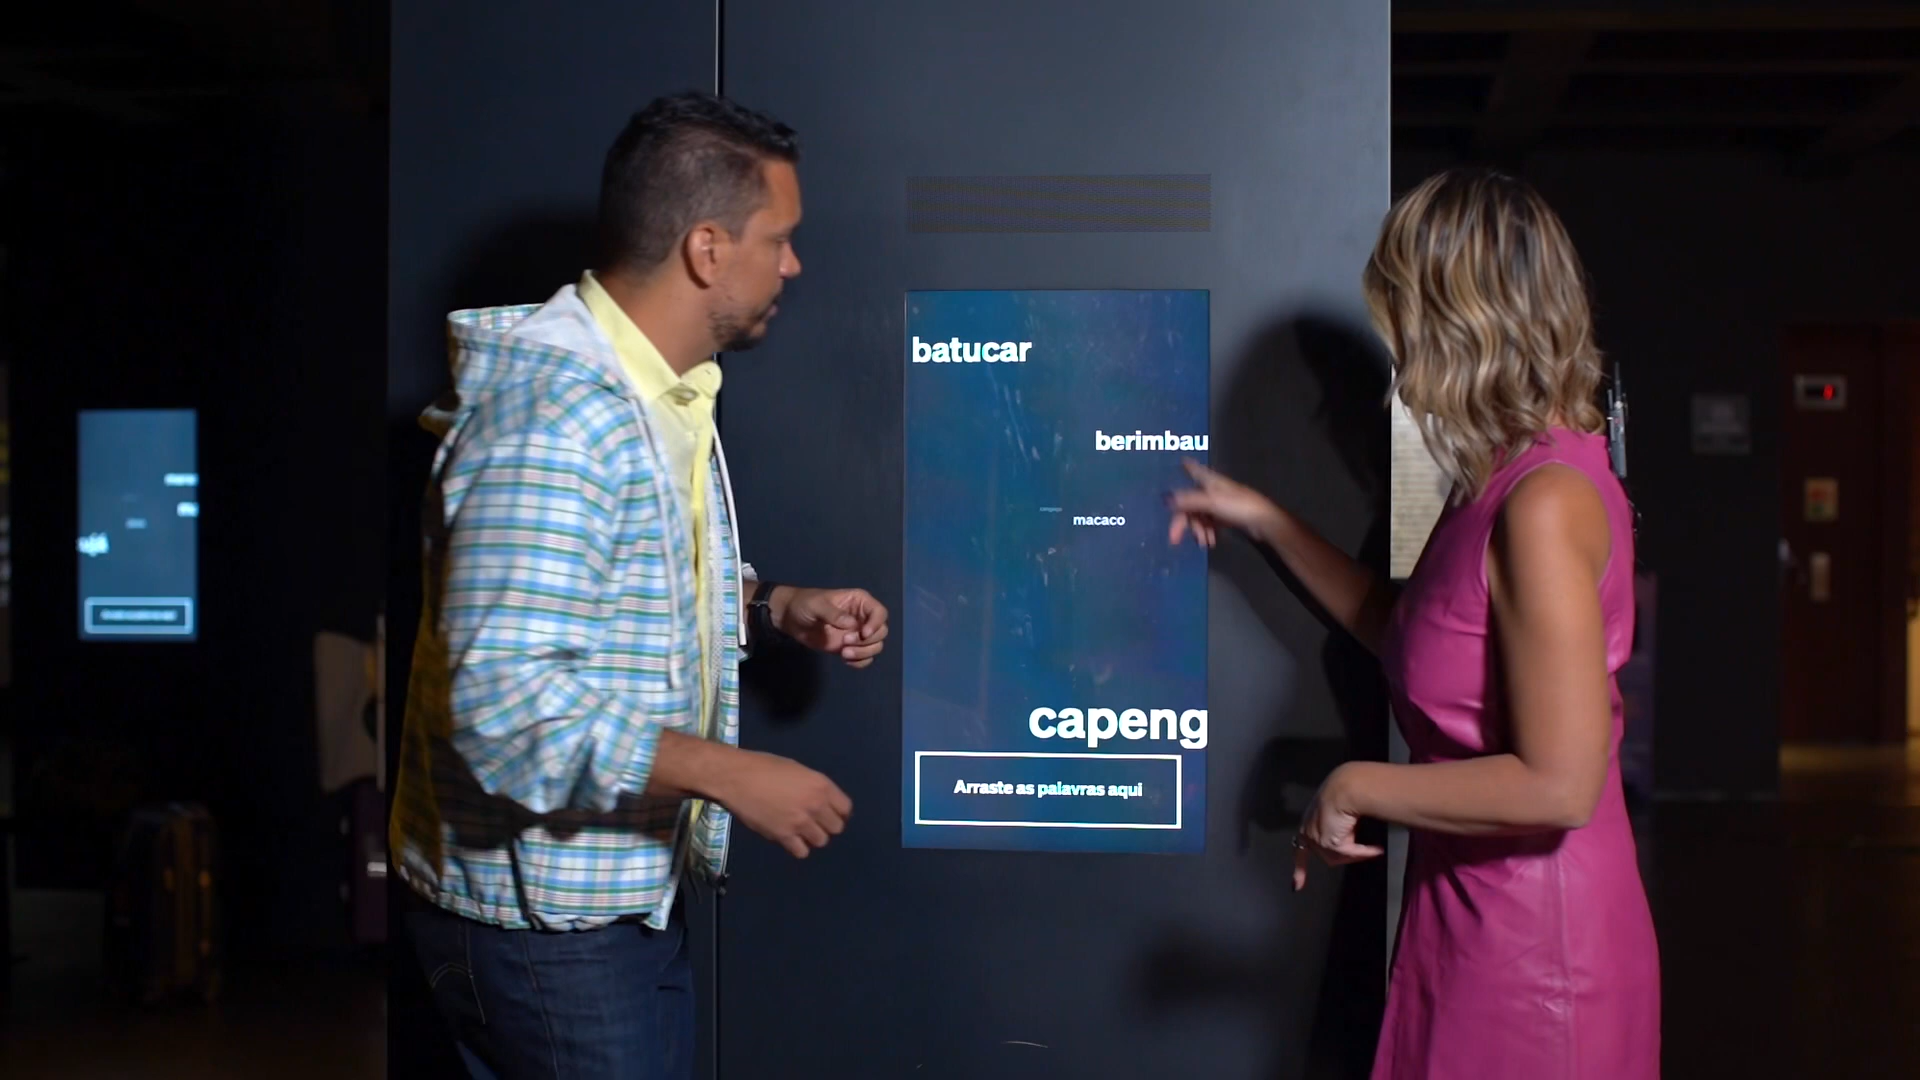 batucar
berimbau
macaco
capeng
Arraste as palavras aqui